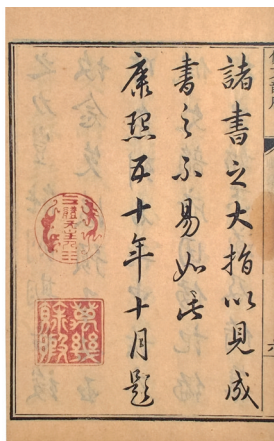 諸書之大指以見成
書之不易如此
康熙五十年十月題
萬幾餘暇